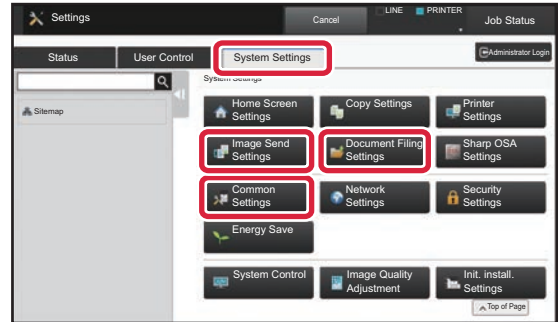 Settings
Cancel
LINE
PRINTER
Job Status
Status
User Control
System Settings
Administrator Login
System Settings
Sitemap
Home Screen
Settings
Copy Settings
Printer
Settings
Image Send
Settings
Document Filing
Settings
Sharp OSA
Settings
Common
Settings
Network
Settings
Security
Settings
Energy Save
System Control
Image Quality
Adjustment
Init. install.
Settings
Top of Page